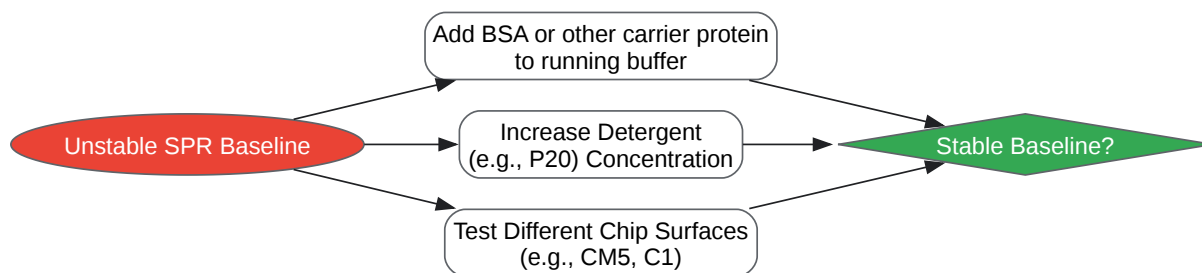 Add BSA or other carrier protein
to running buffer
Unstable SPR Baseline
Increase Detergent
(e.g., P20) Concentration
Stable Baseline?
Test Different Chip Surfaces
(e.g., CM5, C1)